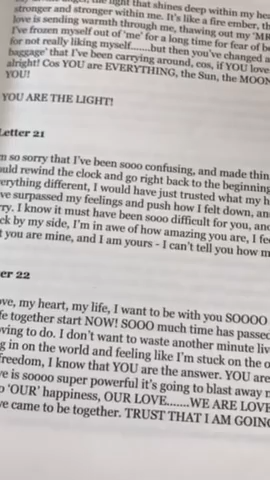 the light that shines deep within my he
stronger and stronger within me. It's like a fire ember, th
love is sending warmth through me, thawing out my 'ME
I've frozen myself out of 'me' for a long time for fear of be
for not really liking myself........but then you've changed a
baggage' that I've been carrying around, cos, if YOU love
alright! Cos YOU are EVERYTHING, the Sun, the MOON
YOU!
YOU ARE THE LIGHT!
Letter 21
m so sorry that I've been sooo confusing, and made thin
ould rewind the clock and go right back to the beginning
erything different, I would have just trusted what my h
ve surpassed my feelings and push how I felt down, an
rry. I know it must have been sooo difficult for you, and
ck by my side, I'm in awe of how amazing you are, I fe
t you are mine, and I am yours - I can't tell you how m
er 22
ove, my heart, my life, I want to be with you SOOOO
fe together start NOW! SOOO much time has passed
oving to do. I don't want to waste another minute liv
g in on the world and feeling like I'm stuck on the o
freedom, I know that YOU are the answer. YOU are
ve is soooo super powerful it's going to blast away
o 'OUR' happiness, OUR LOVE.......WE ARE LOVE
ve came to be together. TRUST THAT I AM GOING